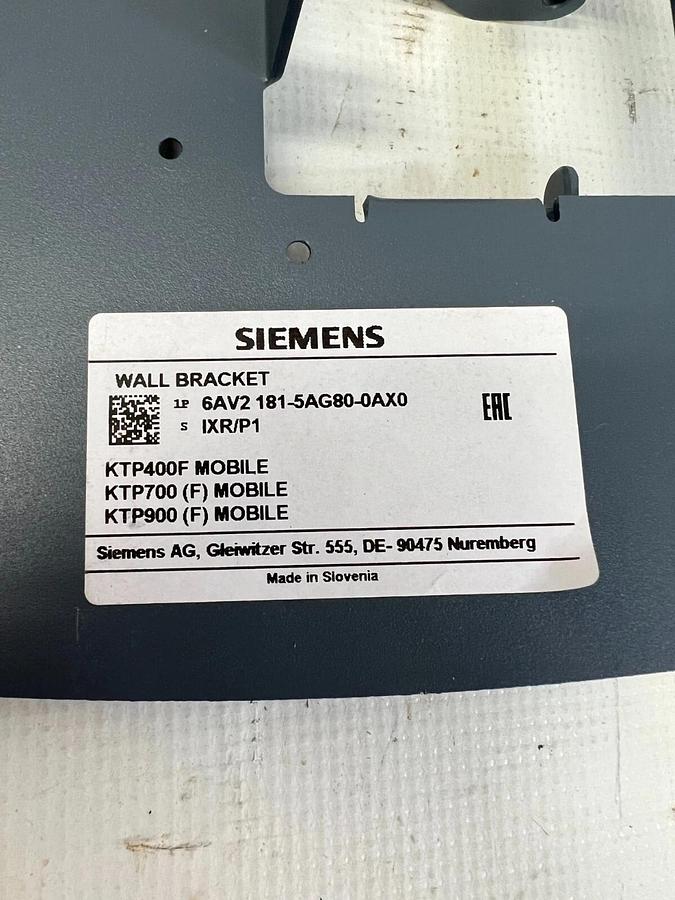 SIEMENS
WALL BRACKET
1P 6AV2 181-5AG80-0AX0
EAC
S IXR/P1
KTP400F MOBILE
KTP700 (F) MOBILE
KTP900 (F) MOBILE
Siemens AG, Gleiwitzer Str. 555, DE- 90475 Nuremberg
Made in Slovenia